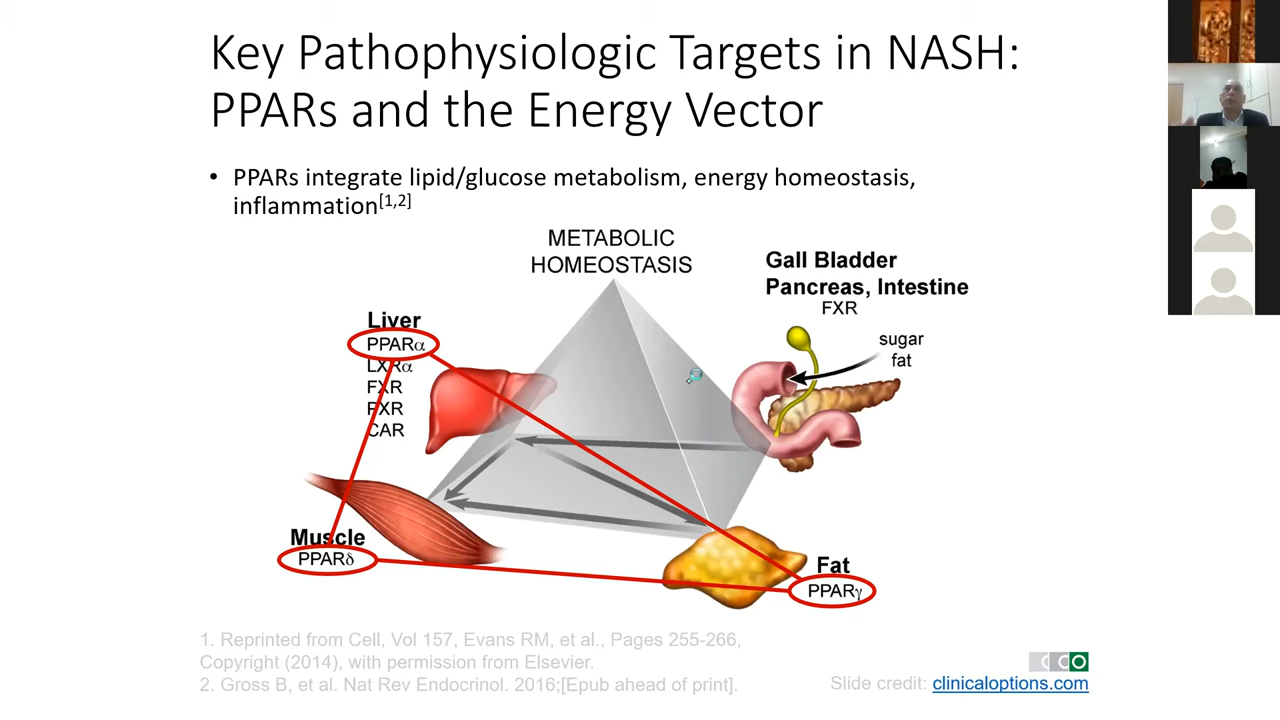 Key Pathophysiologic Targets in NASH:
PPARs and the Energy Vector
• PPARs integrate lipid/glucose metabolism, energy homeostasis,
inflammation[1,2]
METABOLIC
HOMEOSTASIS
Gall Bladder
Pancreas, Intestine
FXR
sugar
fat
Liver
PPARα
LXRα
FXR
PXR
CAR
Muscle
PPARδ
Fat
PPARγ
1. Reprinted from Cell, Vol 157, Evans RM, et al., Pages 255-266,
Copyright (2014), with permission from Elsevier.
2. Gross B, et al. Nat Rev Endocrinol. 2016;[Epub ahead of print].
CCO
Slide credit: clinicaloptions.com